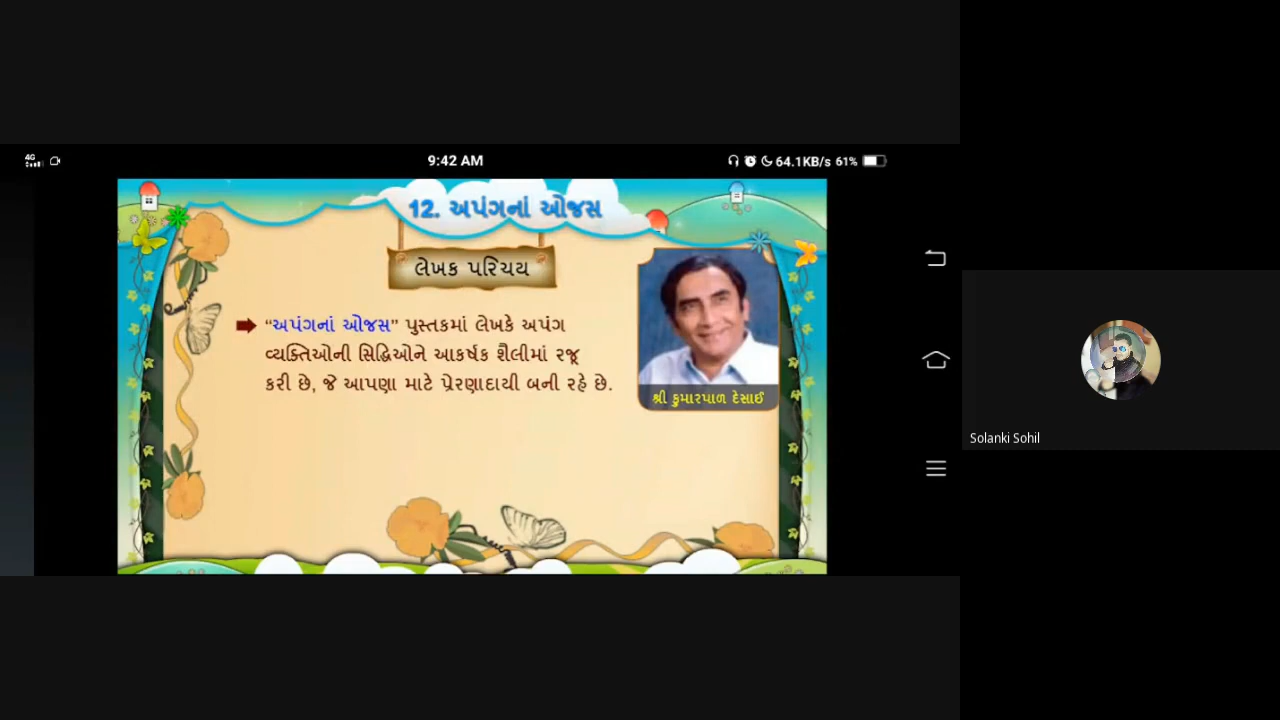 4G
9:42 AM
64.1KB/s 61%
12. અપંગનાં ઓજસ
લેખક પરિચય
“અપંગનાં ઓજસ” પુસ્તકમાં લેખકે અપંગ
વ્યક્તિઓની સિદ્ધિઓને આકર્ષક શૈલીમાં રજૂ
કરી છે, જે આપણા માટે પ્રેરણાદાયી બની રહે છે.
શ્રી કુમારપાળ દેસાઈ
Solanki Sohil